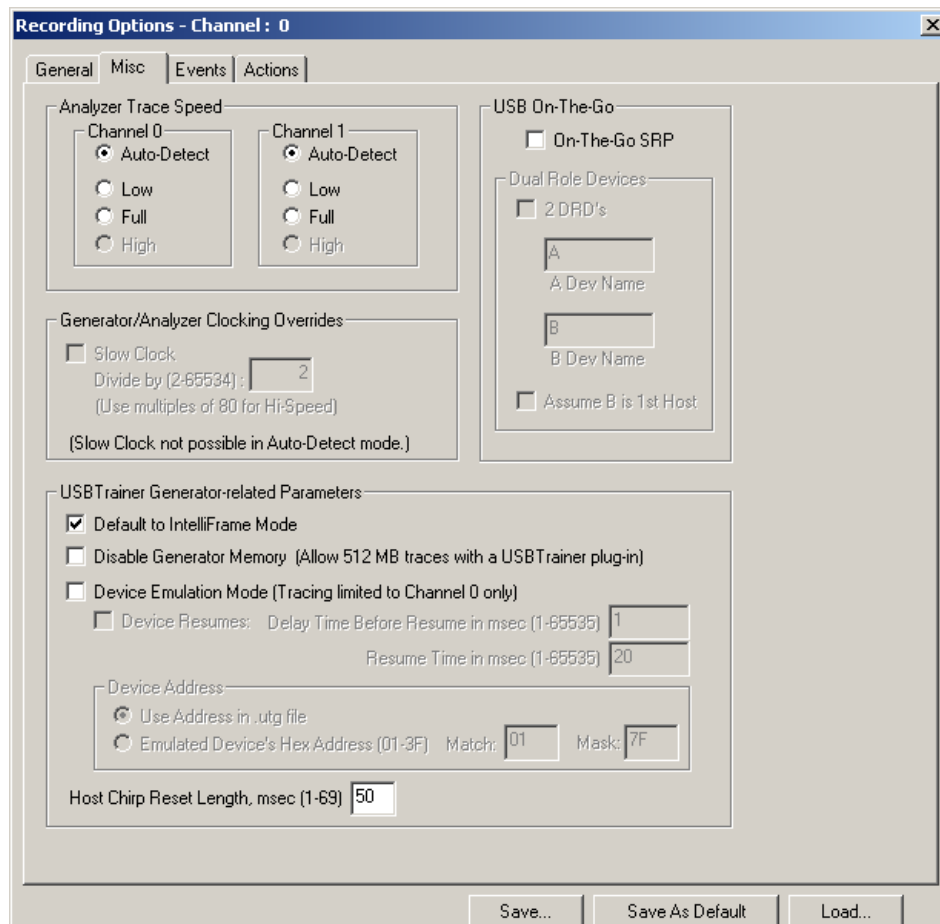 Recording Options - Channel : 0
General
Misc
Events
Actions
Analyzer Trace Speed
Channel 0
Auto-Detect
Low
Full
High
Channel 1
Auto-Detect
Low
Full
High
USB On-The-Go
On-The-Go SRP
Dual Role Devices
2 DRD's
A
A Dev Name
B
B Dev Name
Assume B is 1st Host
Generator/Analyzer Clocking Overrides
Slow Clock
Divide by (2-65534) : 2
(Use multiples of 80 for Hi-Speed)
(Slow Clock not possible in Auto-Detect mode.)
USBTrainer Generator-related Parameters
Default to IntelliFrame Mode
Disable Generator Memory (Allow 512 MB traces with a USBTrainer plug-in)
Device Emulation Mode (Tracing limited to Channel 0 only)
Device Resumes: Delay Time Before Resume in msec (1-65535) 1
Resume Time in msec (1-65535) 20
Device Address
Use Address in .utg file
Emulated Device's Hex Address (01-3F) Match: 01 Mask: 7F
Host Chirp Reset Length, msec (1-69) 50
Save... Save As Default Load...